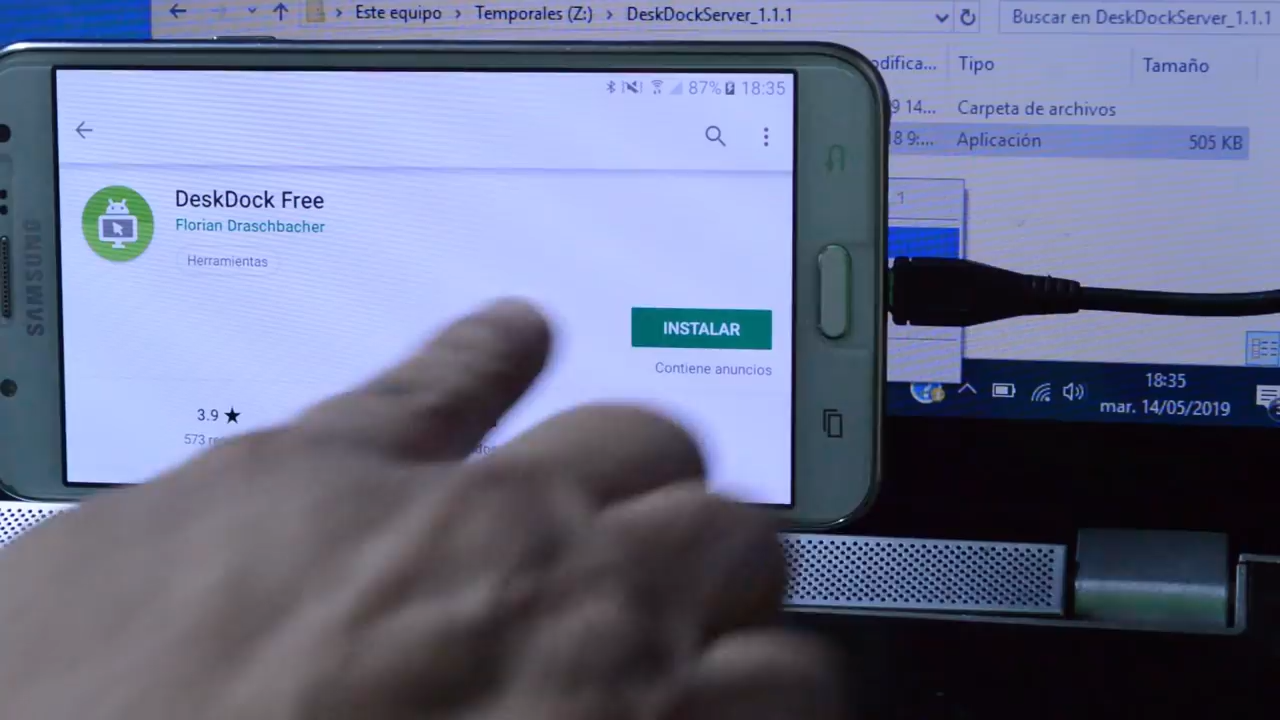 Este equipo > Temporales (Z:) > DeskDockServer_1.1.1
Buscar en DeskDockServer_1.1.1
Tipo
Tamaño
Carpeta de archivos
Aplicación
505 KB
87% 18:35
DeskDock Free
Florian Draschbacher
Herramientas
INSTALAR
Contiene anuncios
3.9 ★
573
SAMSUNG
18:35
mar. 14/05/2019